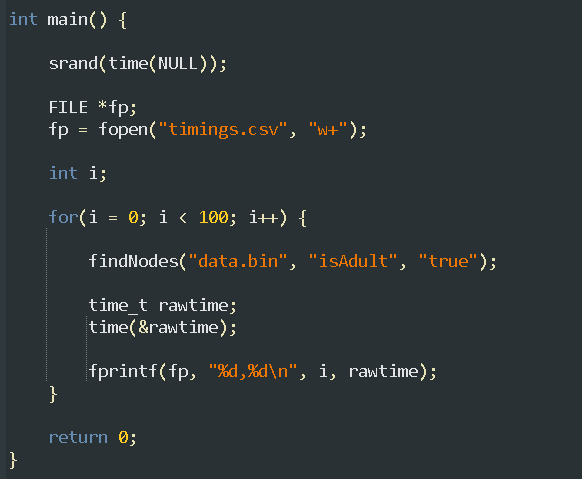 int main() {
srand(time(NULL));
FILE *fp;
fp = fopen("timings.csv", "w+");
int i;
for(i = 0; i < 100; i++) {
findNodes("data.bin", "isAdult", "true");
time_t rawtime;
time(&rawtime);
fprintf(fp, "%d,%d\n", i, rawtime);
}
return 0;
}